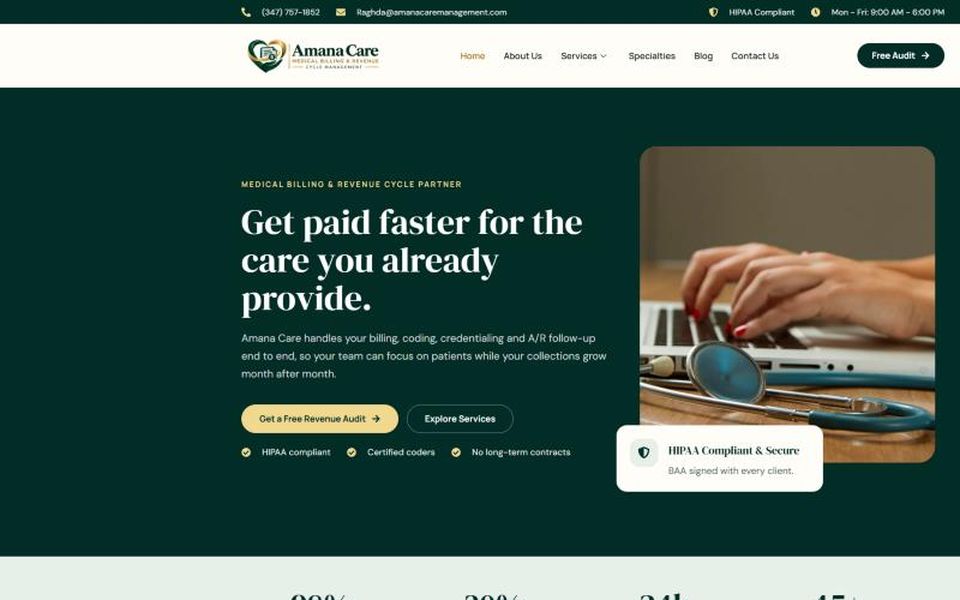 (347) 757-1852 Raghda@amanacaremanagement.com HIPAA Compliant Mon - Fri: 9:00 AM - 6:00 PM
Amana Care
MEDICAL BILLING & REVENUE
CYCLE MANAGEMENT
Home About Us Services Specialties Blog Contact Us Free Audit
MEDICAL BILLING & REVENUE CYCLE PARTNER
Get paid faster for the
care you already
provide.
Amana Care handles your billing, coding, credentialing and A/R follow-up
end to end, so your team can focus on patients while your collections grow
month after month.
Get a Free Revenue Audit Explore Services
HIPAA compliant Certified coders No long-term contracts
HIPAA Compliant & Secure
BAA signed with every client.